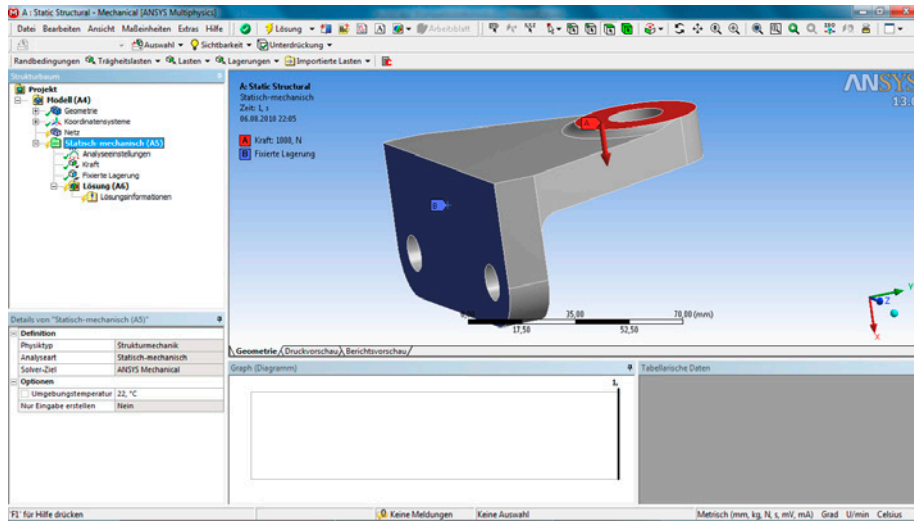 A : Static Structural - Mechanical [ANSYS Multiphysics]
Datei Bearbeiten Ansicht Maßeinheiten Extras Hilfe Lösung Arbeitsblatt
Auswahl Sichtbarkeit Unterdrückung
Randbedingungen Trägheitslasten Lasten Lagerungen Importierte Lasten
Strukturbaum
Projekt
Modell (A4)
Geometrie
Koordinatensysteme
Netz
Statisch-mechanisch (A5)
Analyseeinstellungen
Kraft
Fixierte Lagerung
Lösung (A6)
Lösungsinformationen
Details von "Statisch-mechanisch (A5)"
Definition
Physiktyp Strukturmechanik
Analyseart Statisch-mechanisch
Solver-Ziel ANSYS Mechanical
Optionen
Umgebungstemperatur 22, °C
Nur Eingabe erstellen Nein
A: Static Structural
Statisch-mechanisch
Zeit: 1, s
06.08.2010 22:05
A Kraft: 1000, N
B Fixierte Lagerung
ANSYS
13.0
A
B
0,00 35,00 70,00 (mm)
17,50 52,50
Y
Z
X
Geometrie Druckvorschau Berichtsvorschau
Graph (Diagramm)
1,
Tabellarische Daten
'F1' für Hilfe drücken
Keine Meldungen
Keine Auswahl
Metrisch (mm, kg, N, s, mV, mA) Grad U/min Celsius